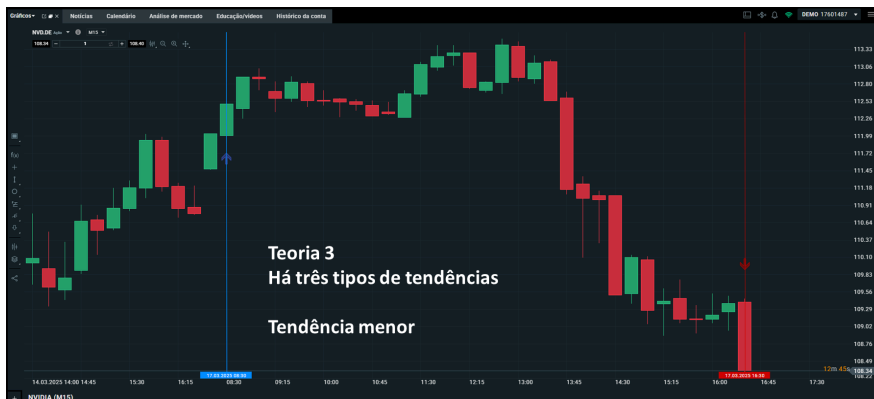 Gráficos
Notícias
Calendário
Análise de mercado
Educação/vídeos
Histórico da conta
DEMO 17601487
NVD.DE
M15
108.34
1
108.40
113.33
113.06
112.80
112.53
112.26
111.99
111.72
111.45
111.18
110.91
110.64
110.37
110.10
109.83
109.56
109.29
109.02
108.76
108.49
108.34
108.22
12m 45s
Teoria 3
Há três tipos de tendências
Tendência menor
17.03.2025 08:30
17.03.2025 16:30
14.03.2025 14:00 14:45 15:30 16:15 08:30 09:15 10:00 10:45 11:30 12:15 13:00 13:45 14:30 15:15 16:00 16:45 17:30
NVIDIA (M15)